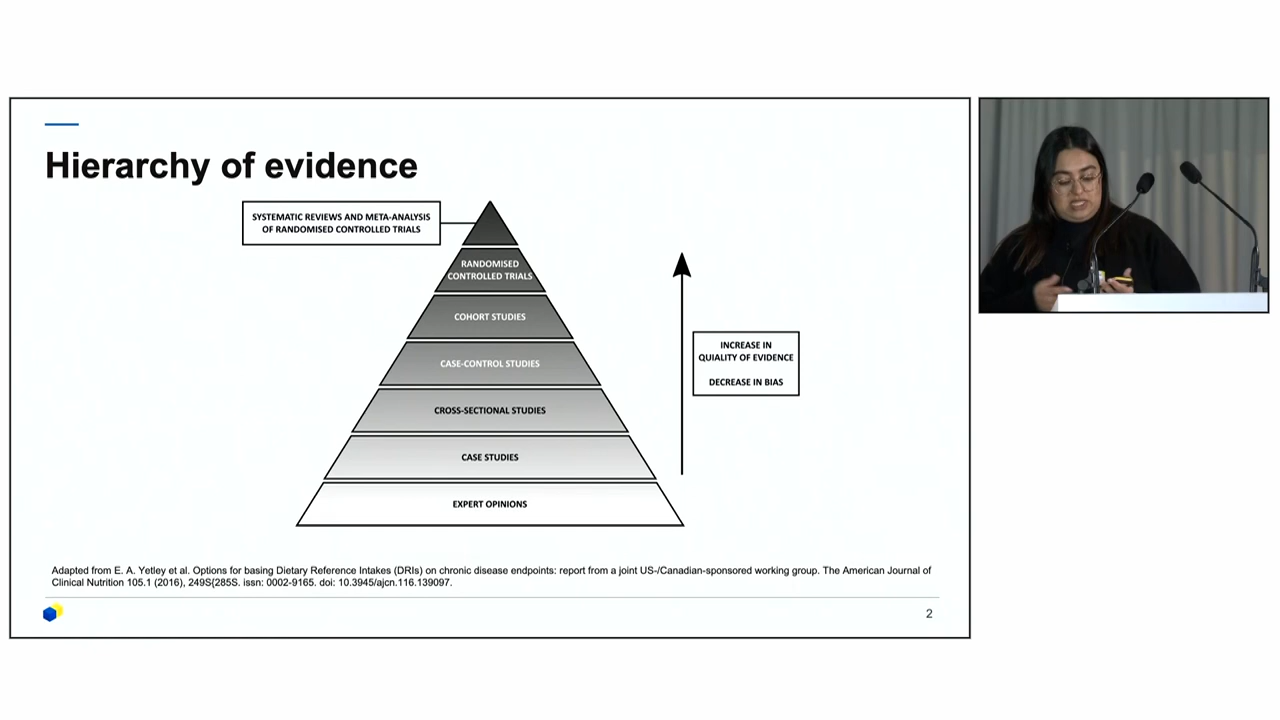 Hierarchy of evidence
SYSTEMATIC REVIEWS AND META-ANALYSIS
OF RANDOMISED CONTROLLED TRIALS
RANDOMISED
CONTROLLED TRIALS
COHORT STUDIES
CASE-CONTROL STUDIES
CROSS-SECTIONAL STUDIES
CASE STUDIES
EXPERT OPINIONS
INCREASE IN
QUIALITY OF EVIDENCE
DECREASE IN BIAS
Adapted from E. A. Yetley et al. Options for basing Dietary Reference Intakes (DRIs) on chronic disease endpoints: report from a joint US-/Canadian-sponsored working group. The American Journal of
Clinical Nutrition 105.1 (2016), 249S{285S. issn: 0002-9165. doi: 10.3945/ajcn.116.139097.
2